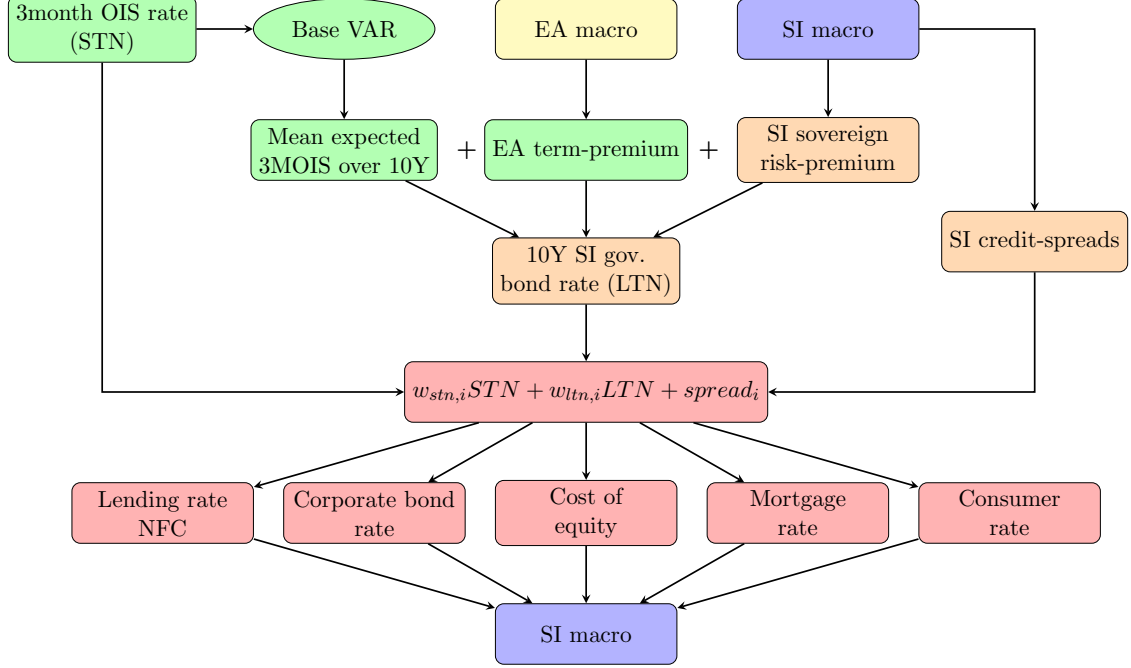 3month OIS rate
(STN)
Base VAR
EA macro
SI macro
Mean expected
3MOIS over 10Y
+
EA term-premium
+
SI sovereign
risk-premium
SI credit-spreads
10Y SI gov.
bond rate (LTN)
$w_{stn,i}STN + w_{ltn,i}LTN + spread_i$
Lending rate
NFC
Corporate bond
rate
Cost of
equity
Mortgage
rate
Consumer
rate
SI macro